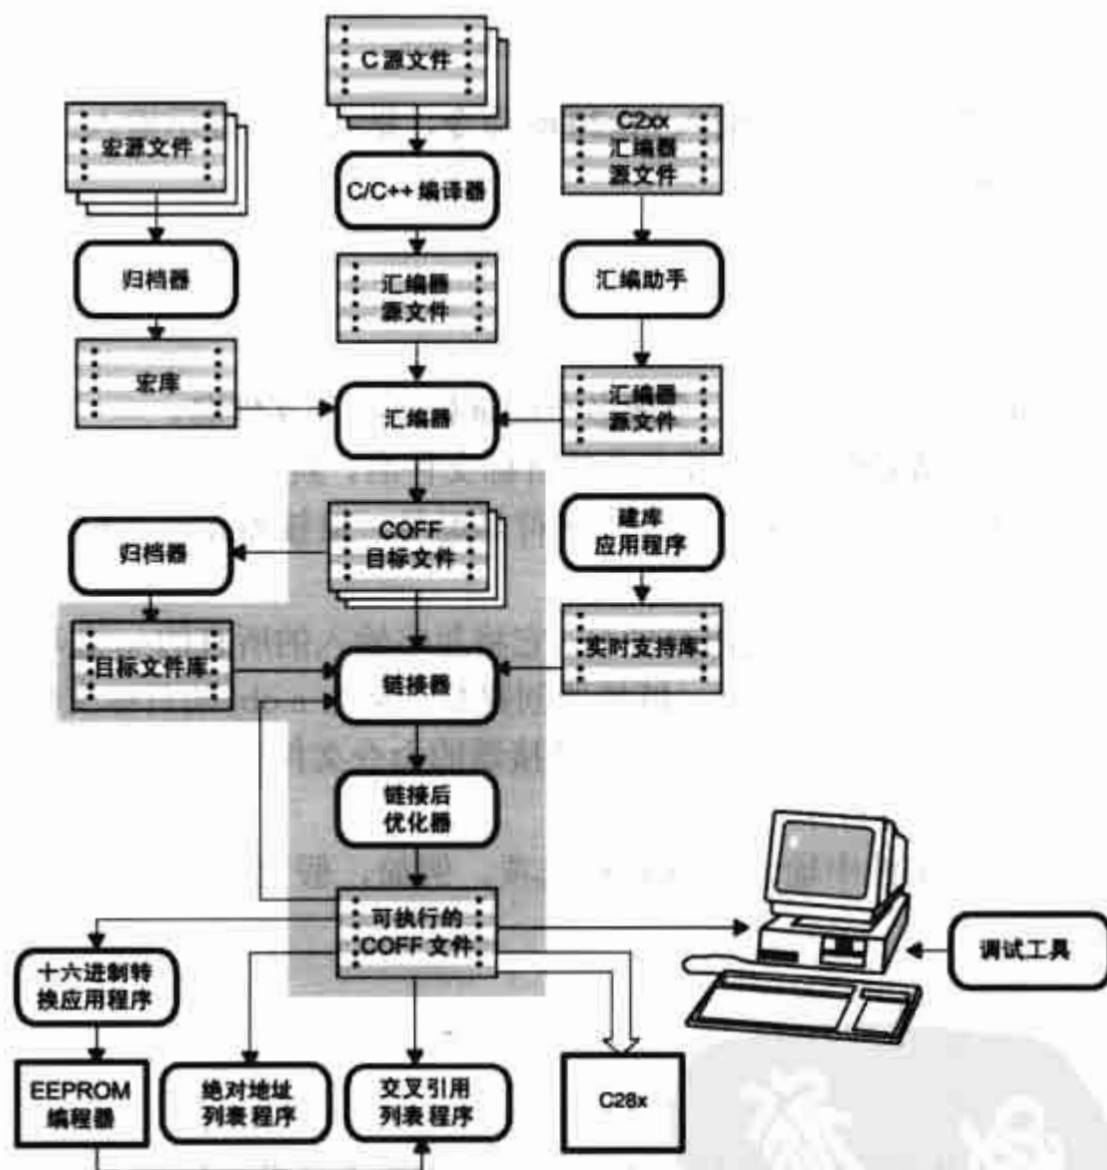 C 源文件
宏源文件
C2xx
汇编器
源文件
C/C++ 编译器
归档器
汇编器
源文件
汇编助手
宏库
汇编器
汇编器
源文件
COFF
目标文件
建库
应用程序
归档器
目标文件库
链接器
实时支持库
链接后
优化器
可执行的
COFF 文件
调试工具
十六进制转
换应用程序
EEPROM
编程器
绝对地址
列表程序
交叉引用
列表程序
C28x